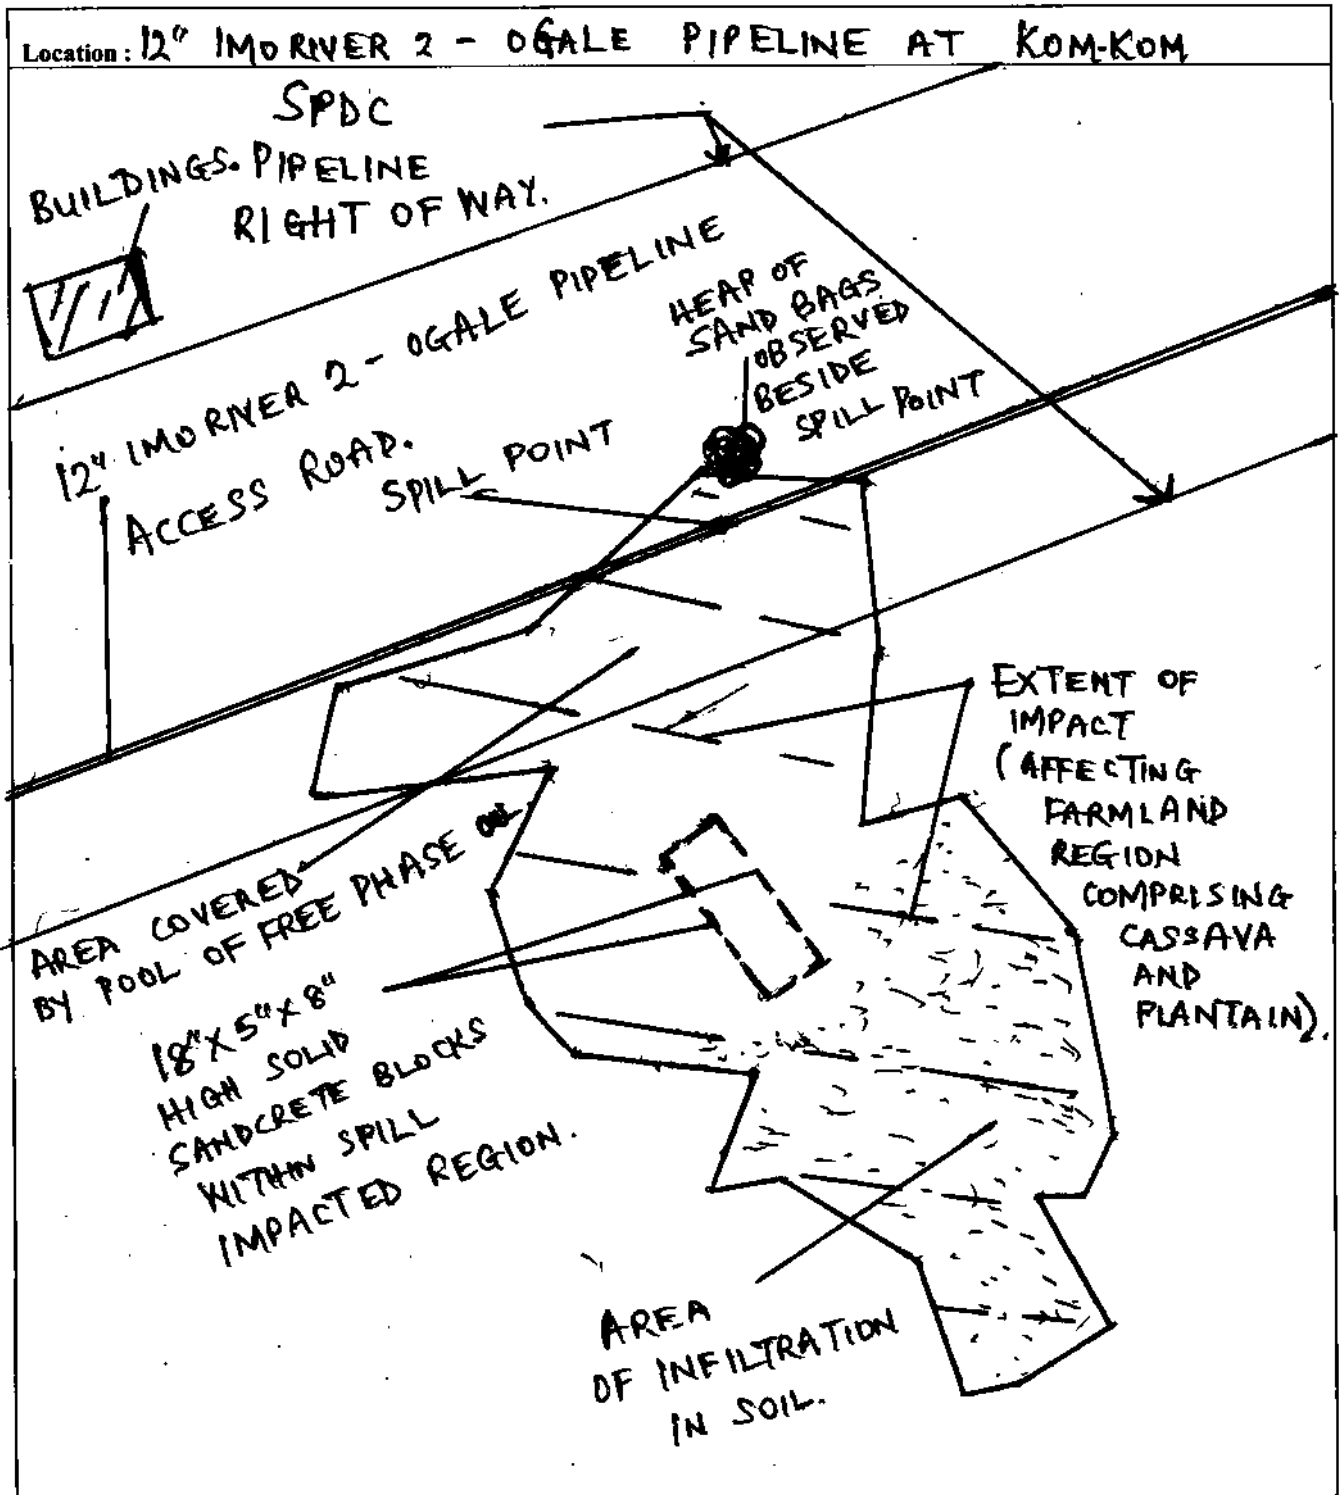 Location : 12" IMO RIVER 2 - OGALE PIPELINE AT KOM-KOM
SPDC
PIPELINE
RIGHT OF WAY.
BUILDINGS.
12" IMO RIVER 2 - OGALE PIPELINE
ACCESS ROAD.
SPILL POINT
HEAP OF
SAND BAGS
OBSERVED
BESIDE
SPILL POINT
EXTENT OF
IMPACT
(AFFECTING
FARMLAND
REGION
COMPRISING
CASSAVA
AND
PLANTAIN).
AREA COVERED
BY POOL OF FREE PHASE OIL
18" X 5" X 8"
HIGH SOLID
SANDCRETE BLOCKS
WITHIN SPILL
IMPACTED REGION.
AREA
OF INFILTRATION
IN SOIL.